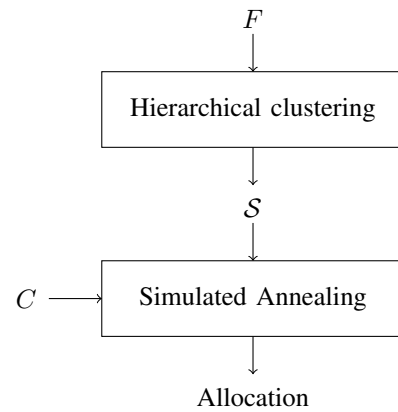 F
Hierarchical clustering
𝒮
C Simulated Annealing
Allocation